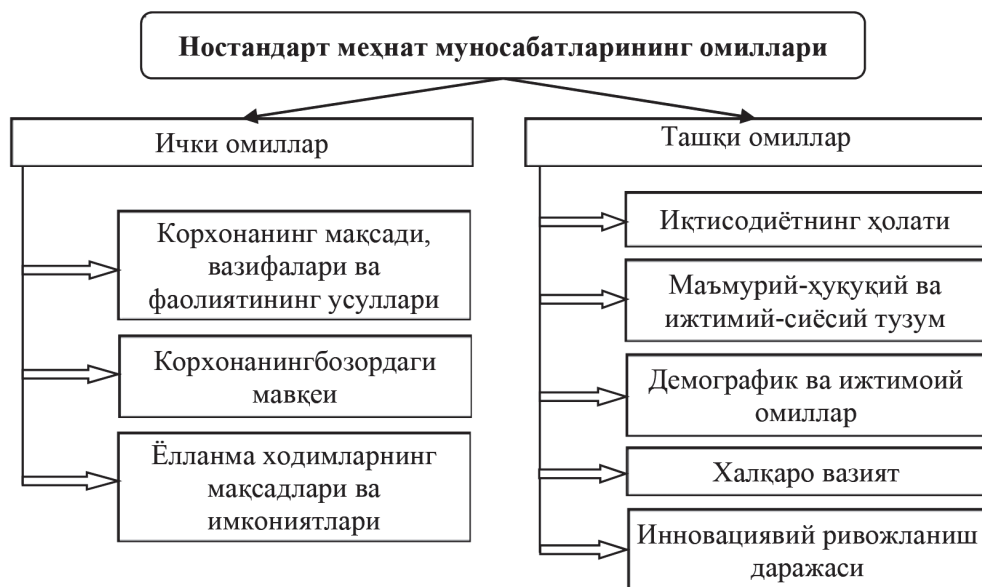 Ностандарт меҳнат муносабатларининг омиллари
Ички омиллар
Корхонанинг мақсади,
вазифалари ва
фаолиятининг усуллари
Корхонанингбозордаги
мавқеи
Ёлланма ходимларнинг
мақсадлари ва
имкониятлари
Ташқи омиллар
Иқтисодиётнинг ҳолати
Маъмурий-ҳуқуқий ва
ижтимий-сиёсий тузум
Демографик ва ижтимоий
омиллар
Халқаро вазият
Инновациявий ривожланиш
даражаси